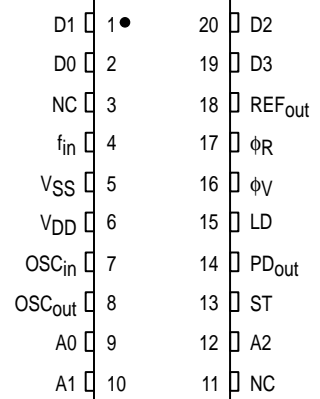 D1 1 20 D2
D0 2 19 D3
NC 3 18 REFout
fin 4 17 ϕR
VSS 5 16 ϕV
VDD 6 15 LD
OSCin 7 14 PDout
OSCout 8 13 ST
A0 9 12 A2
A1 10 11 NC